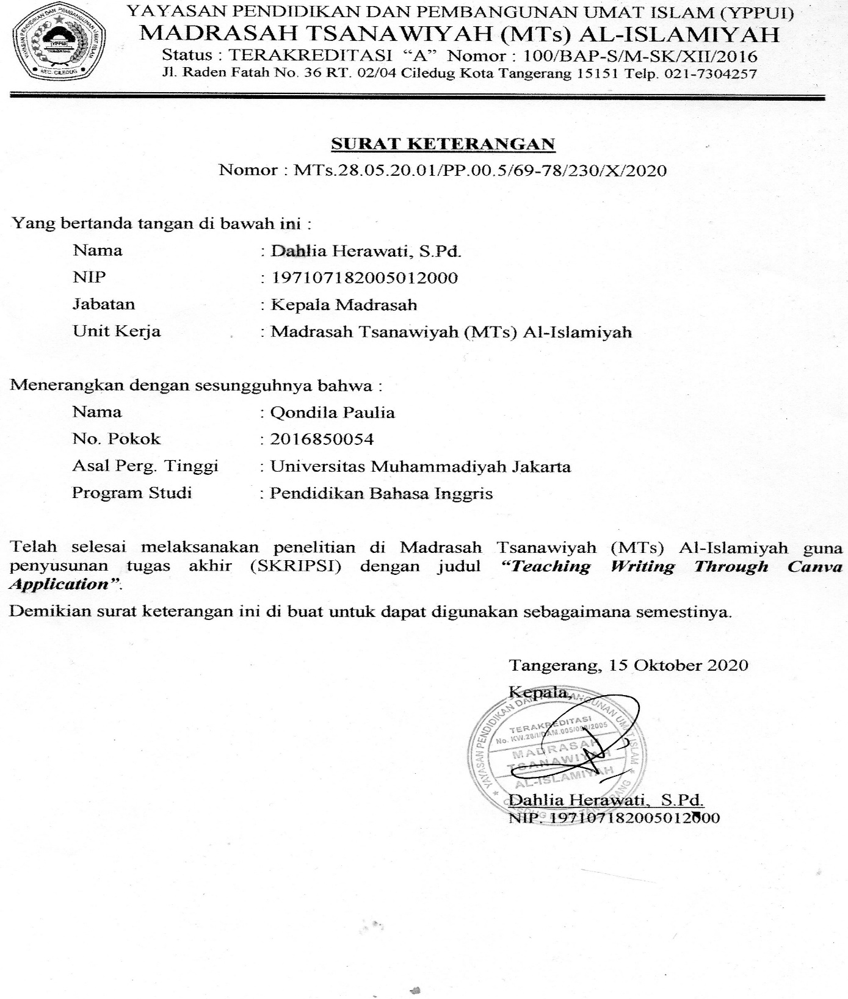 YAYASAN PENDIDIKAN DAN PEMBANGUNAN UMAT ISLAM (YPPUI)
MADRASAH TSANAWIYAH (MTs) AL-ISLAMIYAH
Status : TERAKREDITASI “A” Nomor : 100/BAP-S/M-SK/XII/2016
Jl. Raden Fatah No. 36 RT. 02/04 Ciledug Kota Tangerang 15151 Telp. 021-7304257
YAYASAN PENDIDIKAN DAN PEMBANGUNAN UMAT ISLAM
YPPUI
TANGERANG
KEC. CILEDUG
SURAT KETERANGAN
Nomor : MTs.28.05.20.01/PP.00.5/69-78/230/X/2020
Yang bertanda tangan di bawah ini :
Nama : Dahlia Herawati, S.Pd.
NIP : 197107182005012000
Jabatan : Kepala Madrasah
Unit Kerja : Madrasah Tsanawiyah (MTs) Al-Islamiyah
Menerangkan dengan sesungguhnya bahwa :
Nama : Qondila Paulia
No. Pokok : 2016850054
Asal Perg. Tinggi : Universitas Muhammadiyah Jakarta
Program Studi : Pendidikan Bahasa Inggris
Telah selesai melaksanakan penelitian di Madrasah Tsanawiyah (MTs) Al-Islamiyah guna
penyusunan tugas akhir (SKRIPSI) dengan judul “Teaching Writing Through Canva
Application”.
Demikian surat keterangan ini di buat untuk dapat digunakan sebagaimana semestinya.
Tangerang, 15 Oktober 2020
Kepala,
YAYASAN PENDIDIKAN DAN PEMBANGUNAN UMAT ISLAM
TERAKREDITASI
MADRASAH
TSANAWIYAH
AL-ISLAMIYAH
Dahlia Herawati, S.Pd.
NIP. 197107182005012000